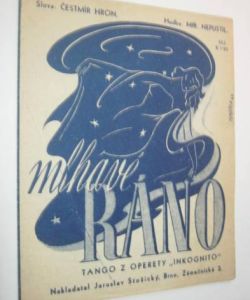 Slova: ČESTMÍR HRON.
Hudba: MIR. NEPUSTIL.
mlhavé
RÁNO
TANGO Z OPERETY „INKOGNITO"
Nakladatel Jaroslav Stožický, Brno, Zámečnická 2.